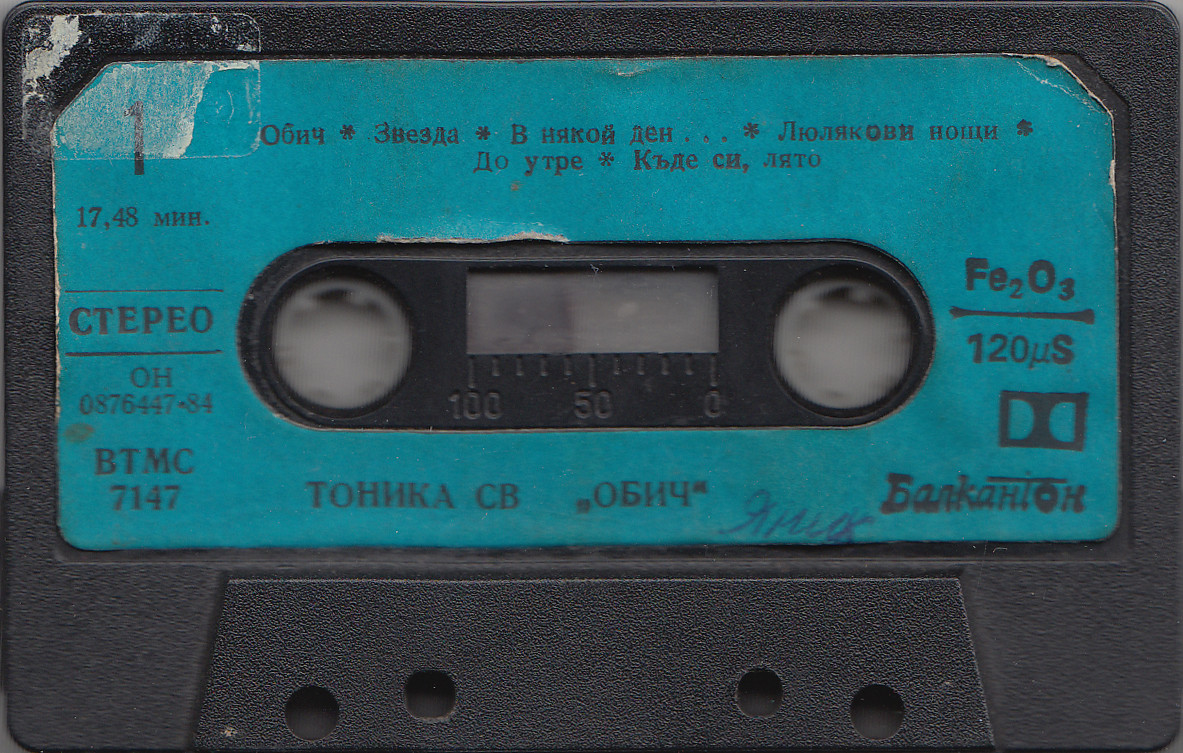 1
Обич * Звезда * В някой ден . . . * Люлякови нощи *
До утре * Къде си, лято
17,48 мин.
СТЕРЕО
ОН
0876447-84
ВТМС
7147
100 50 0
Fe₂O₃
120µS
ТОНИКА СВ „ОБИЧ“
Балкантон